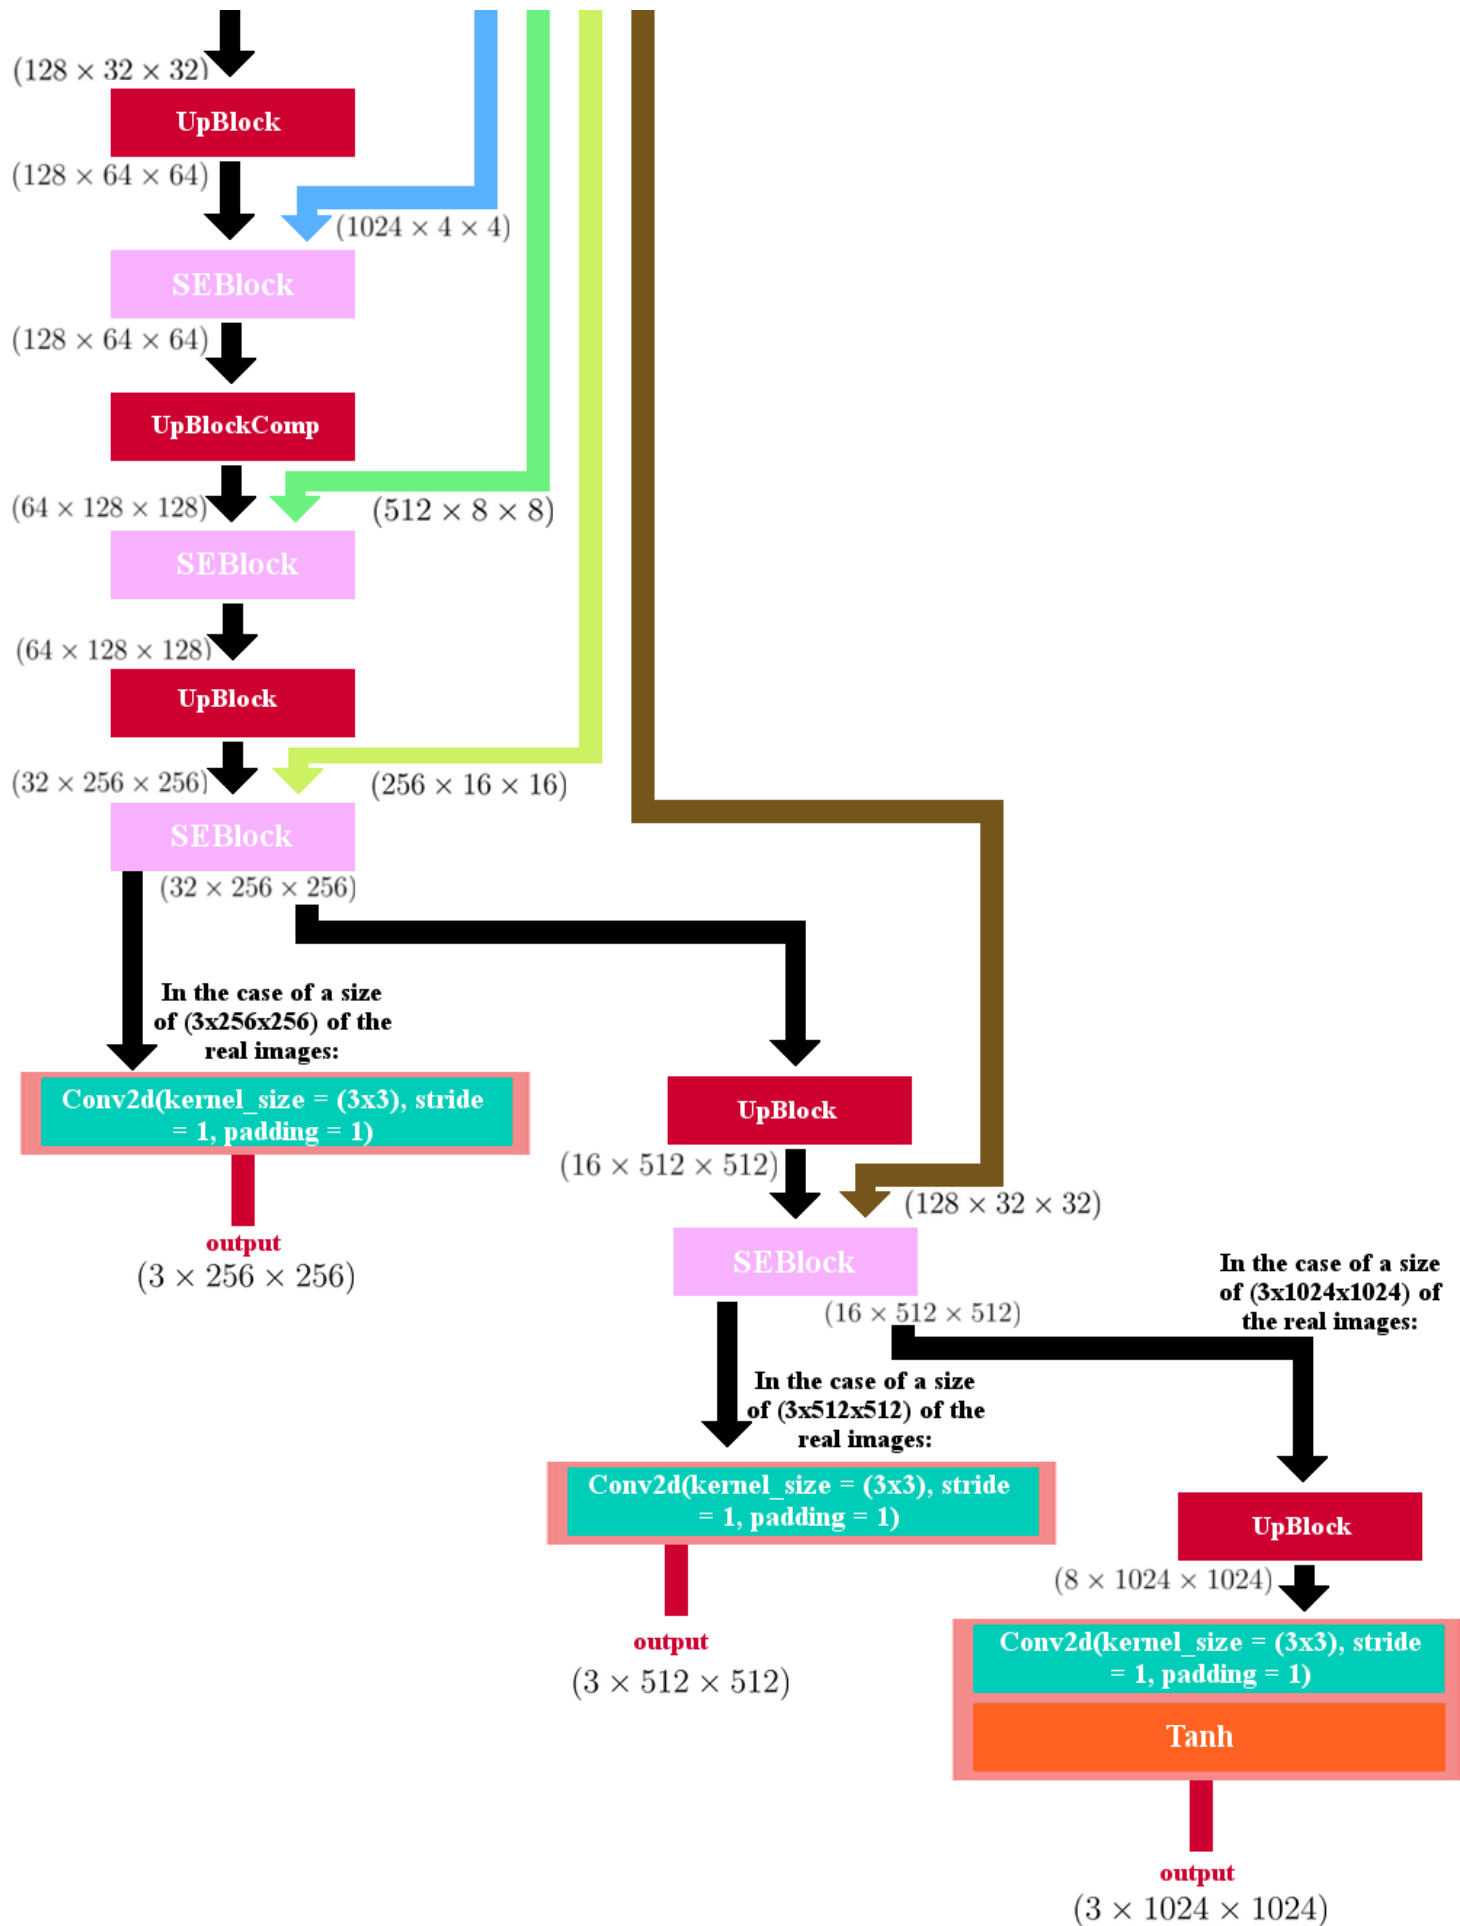 (128 × 32 × 32)
UpBlock
(128 × 64 × 64)
(1024 × 4 × 4)
SEBlock
(128 × 64 × 64)
UpBlockComp
(64 × 128 × 128)
(512 × 8 × 8)
SEBlock
(64 × 128 × 128)
UpBlock
(32 × 256 × 256)
(256 × 16 × 16)
SEBlock
(32 × 256 × 256)
In the case of a size
of (3x256x256) of the
real images:
Conv2d(kernel_size = (3x3), stride
= 1, padding = 1)
output
(3 × 256 × 256)
UpBlock
(16 × 512 × 512)
(128 × 32 × 32)
SEBlock
(16 × 512 × 512)
In the case of a size
of (3x512x512) of the
real images:
Conv2d(kernel_size = (3x3), stride
= 1, padding = 1)
output
(3 × 512 × 512)
In the case of a size
of (3x1024x1024) of
the real images:
UpBlock
(8 × 1024 × 1024)
Conv2d(kernel_size = (3x3), stride
= 1, padding = 1)
Tanh
output
(3 × 1024 × 1024)